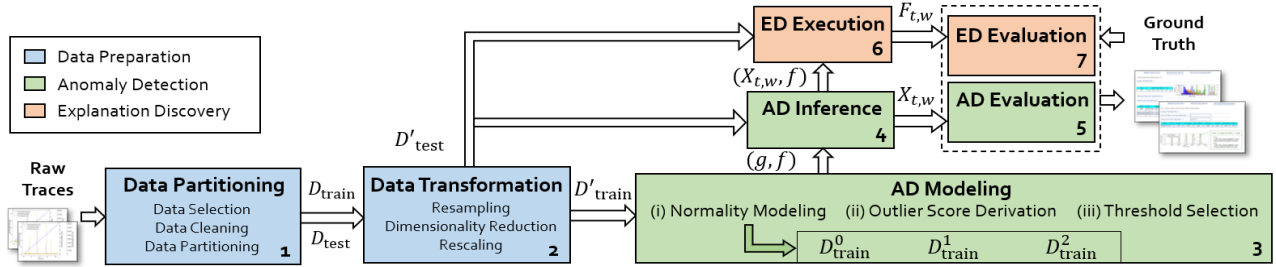 Data Preparation
Anomaly Detection
Explanation Discovery
Raw
Traces
Data Partitioning
Data Selection
Data Cleaning
Data Partitioning
1
D_train
D_test
Data Transformation
Resampling
Dimensionality Reduction
Rescaling
2
D'_test
D'_train
AD Modeling
(i) Normality Modeling (ii) Outlier Score Derivation (iii) Threshold Selection
D^0_train D^1_train D^2_train
3
(g, f)
AD Inference
4
(X_{t,w}, f)
X_{t,w}
ED Execution
6
F_{t,w}
ED Evaluation
7
AD Evaluation
5
Ground
Truth